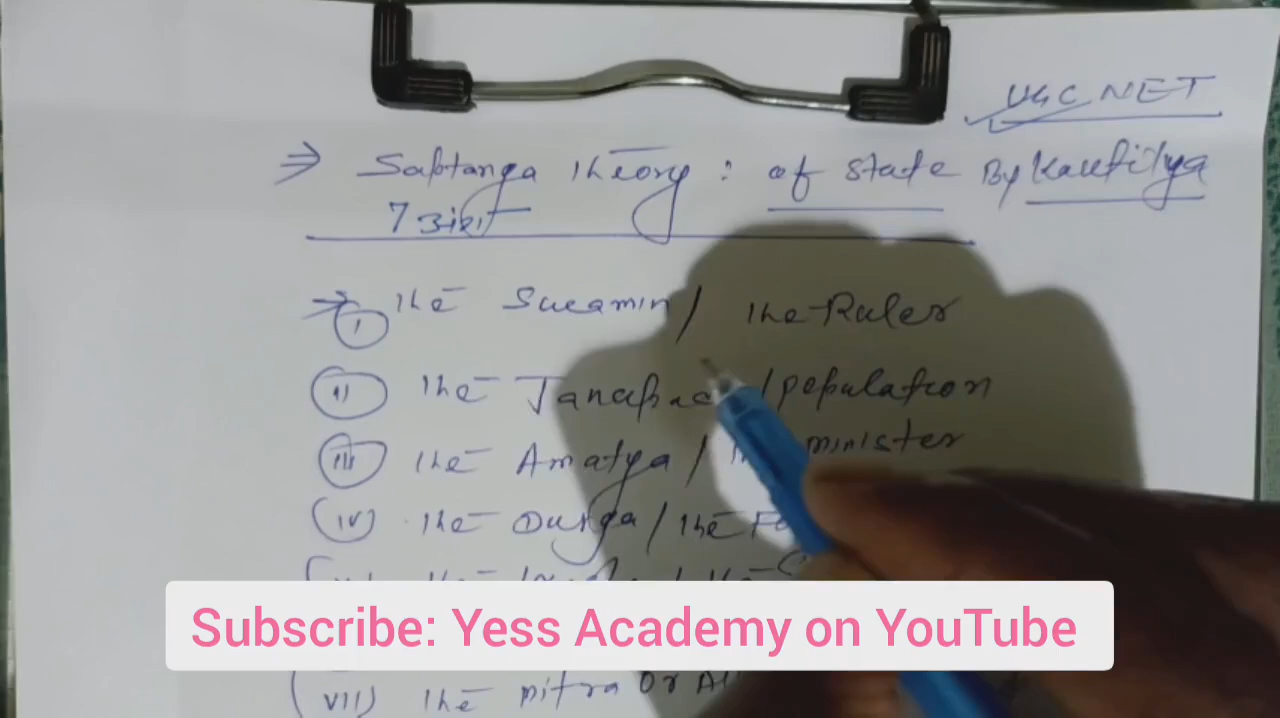 UGC NET
⇒ Saptanga Theory : of State By Kautilya
7 अंग
→ (i) The Swamin / The Ruler
(ii) The Janapad / population
(iii) The Amatya / minister
(iv) The Durga / The
Subscribe: Yess Academy on YouTube
(vii) The Mitra Or